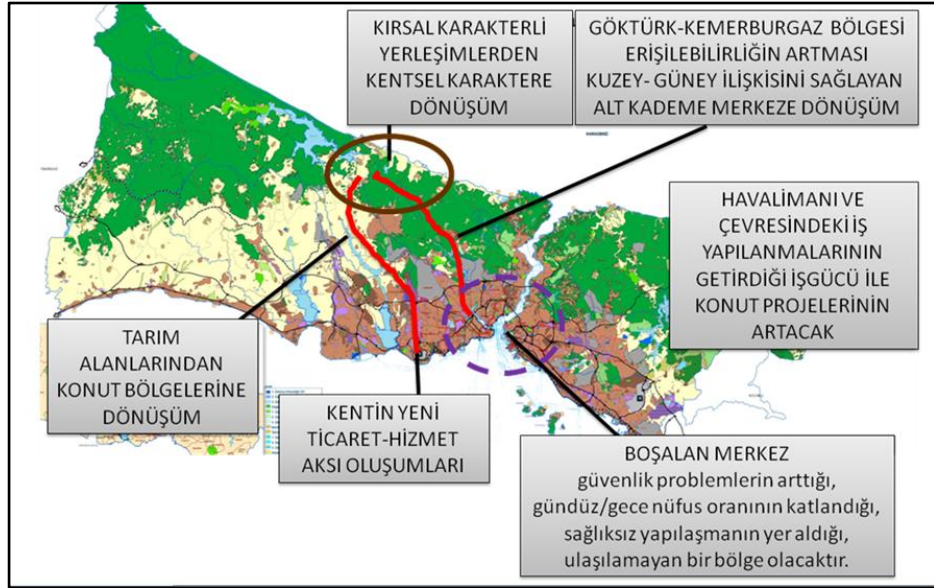 KIRSAL KARAKTERLİ
YERLEŞİMLERDEN
KENTSEL KARAKTERE
DÖNÜŞÜM
GÖKTÜRK-KEMERBURGAZ BÖLGESİ
ERİŞİLEBİLİRLİĞİN ARTMASI
KUZEY- GÜNEY İLİŞKİSİNİ SAĞLAYAN
ALT KADEME MERKEZE DÖNÜŞÜM
HAVALİMANI VE
ÇEVRESİNDEKİ İŞ
YAPILANMALARININ
GETİRDİĞİ İŞGÜCÜ İLE
KONUT PROJELERİNİN
ARTACAK
TARIM
ALANLARINDAN
KONUT BÖLGELERİNE
DÖNÜŞÜM
KENTİN YENİ
TİCARET-HİZMET
AKSI OLUŞUMLARI
BOŞALAN MERKEZ
güvenlik problemlerin arttığı,
gündüz/gece nüfus oranının katlandığı,
sağlıksız yapılaşmanın yer aldığı,
ulaşılamayan bir bölge olacaktır.